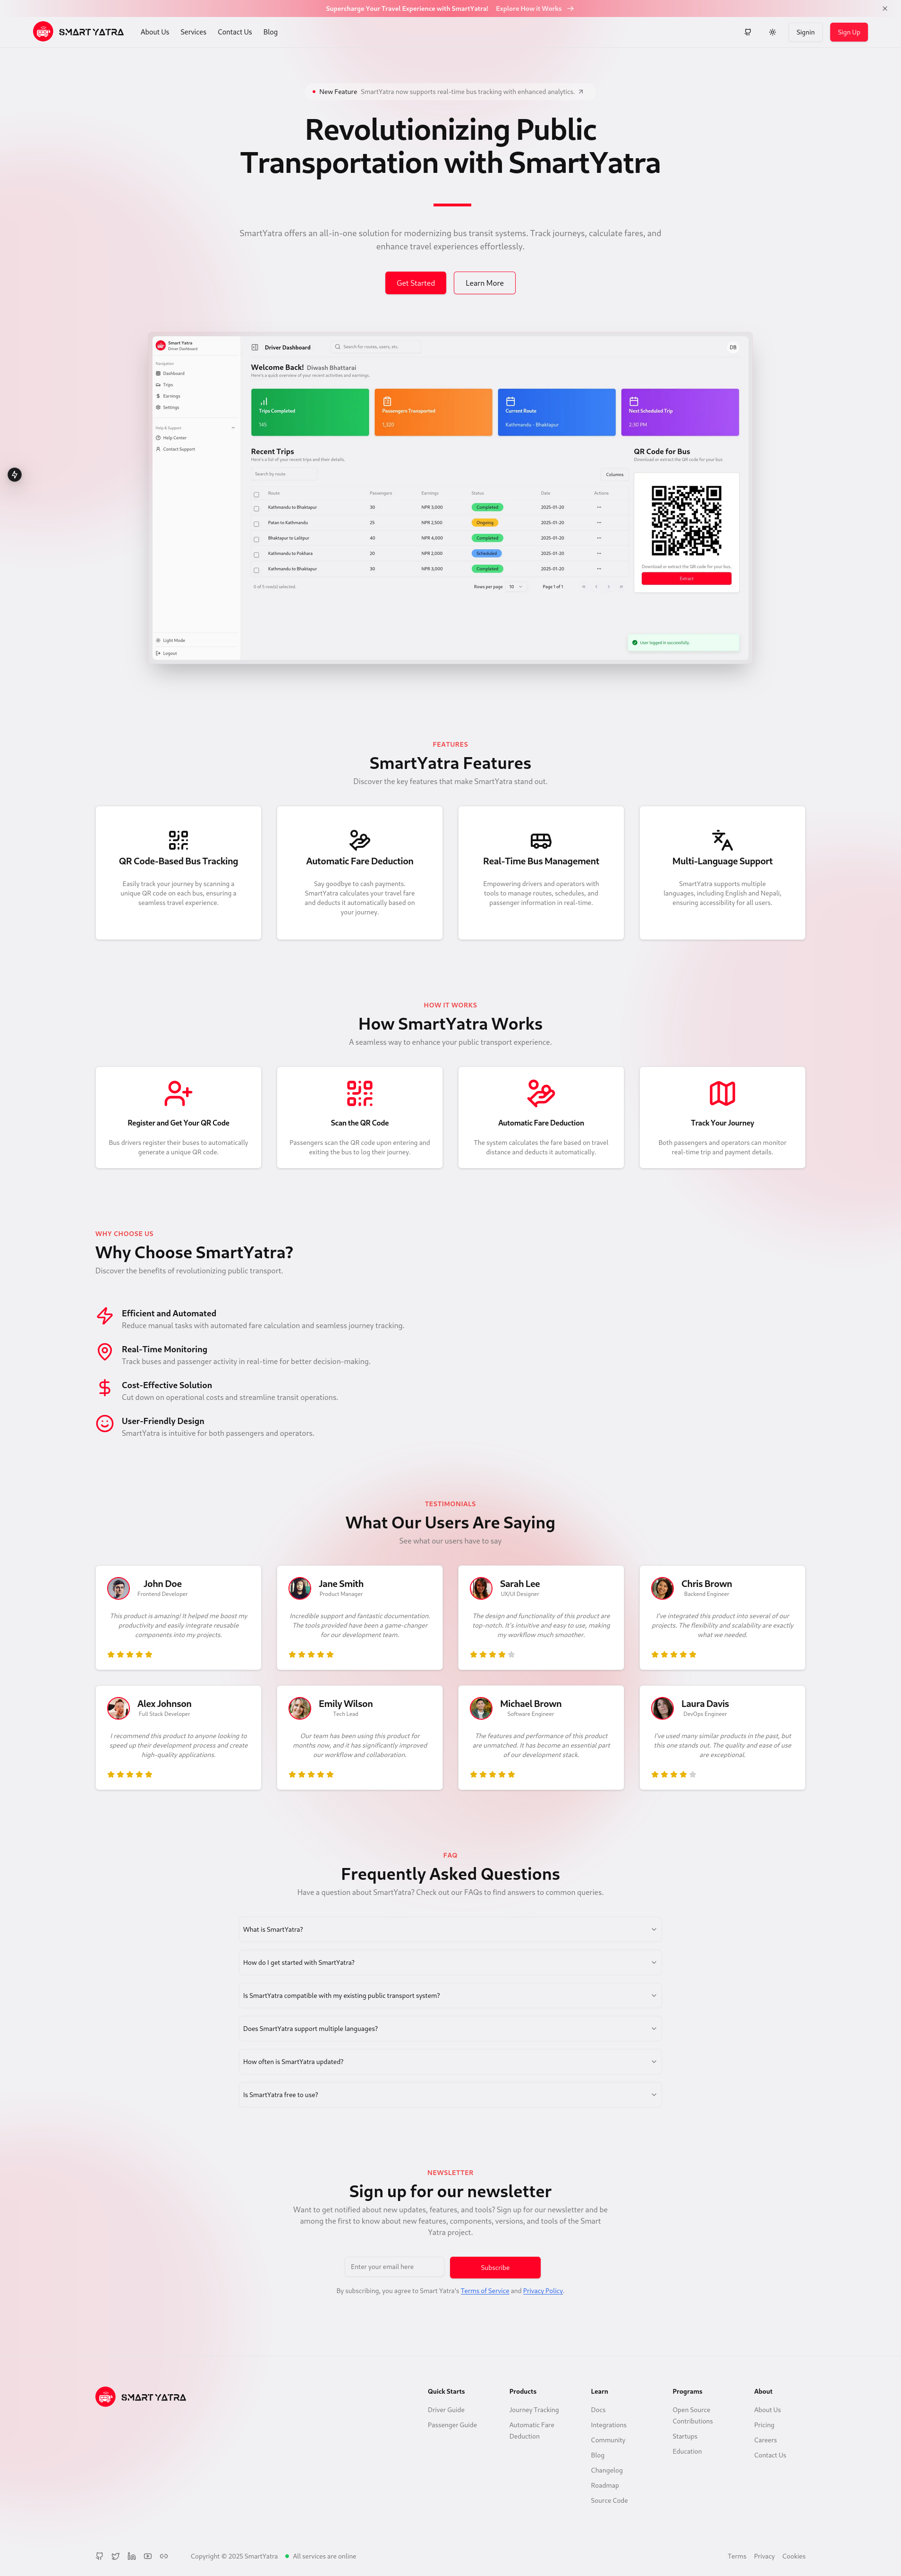 Supercharge Your Travel Experience with SmartYatra! Explore How it Works
SMART YATRA
About Us
Services
Contact Us
Blog
Signin
Sign Up
New Feature SmartYatra now supports real-time bus tracking with enhanced analytics.
Revolutionizing Public
Transportation with SmartYatra
SmartYatra offers an all-in-one solution for modernizing bus transit systems. Track journeys, calculate fares, and
enhance travel experiences effortlessly.
Get Started
Learn More
Smart Yatra
Driver Dashboard
Navigation
Dashboard
Trips
Earnings
Settings
Help & Support
Help Center
Contact Support
Light Mode
Logout
Driver Dashboard
Search for routes, users, etc.
DB
Welcome Back! Diwash Bhattarai
Here's a quick overview of your recent activities and earnings.
Trips Completed
145
Passengers Transported
1,320
Current Route
Kathmandu - Bhaktapur
Next Scheduled Trip
2:30 PM
Recent Trips
Here's a list of your recent trips and their details.
Search by route
Columns
Route Passengers Earnings Status Date Actions
Kathmandu to Bhaktapur 30 NPR 3,000 Completed 2025-01-20
Patan to Kathmandu 25 NPR 2,500 Ongoing 2025-01-20
Bhaktapur to Lalitpur 40 NPR 4,000 Completed 2025-01-20
Kathmandu to Pokhara 20 NPR 2,000 Scheduled 2025-01-20
Kathmandu to Bhaktapur 30 NPR 3,000 Completed 2025-01-20
0 of 5 row(s) selected. Rows per page 10 Page 1 of 1
QR Code for Bus
Download or extract the QR code for your bus
Download or extract the QR code for your bus.
Extract
User logged in successfully.
FEATURES
SmartYatra Features
Discover the key features that make SmartYatra stand out.
QR Code-Based Bus Tracking
Easily track your journey by scanning a
unique QR code on each bus, ensuring a
seamless travel experience.
Automatic Fare Deduction
Say goodbye to cash payments.
SmartYatra calculates your travel fare
and deducts it automatically based on
your journey.
Real-Time Bus Management
Empowering drivers and operators with
tools to manage routes, schedules, and
passenger information in real-time.
Multi-Language Support
SmartYatra supports multiple
languages, including English and Nepali,
ensuring accessibility for all users.
HOW IT WORKS
How SmartYatra Works
A seamless way to enhance your public transport experience.
Register and Get Your QR Code
Bus drivers register their buses to automatically
generate a unique QR code.
Scan the QR Code
Passengers scan the QR code upon entering and
exiting the bus to log their journey.
Automatic Fare Deduction
The system calculates the fare based on travel
distance and deducts it automatically.
Track Your Journey
Both passengers and operators can monitor
real-time trip and payment details.
WHY CHOOSE US
Why Choose SmartYatra?
Discover the benefits of revolutionizing public transport.
Efficient and Automated
Reduce manual tasks with automated fare calculation and seamless journey tracking.
Real-Time Monitoring
Track buses and passenger activity in real-time for better decision-making.
Cost-Effective Solution
Cut down on operational costs and streamline transit operations.
User-Friendly Design
SmartYatra is intuitive for both passengers and operators.
TESTIMONIALS
What Our Users Are Saying
See what our users have to say
John Doe
Frontend Developer
This product is amazing! It helped me boost my
productivity and easily integrate reusable
components into my projects.
Jane Smith
Product Manager
Incredible support and fantastic documentation.
The tools provided have been a game-changer
for our development team.
Sarah Lee
UX/UI Designer
The design and functionality of this product are
top-notch. It's intuitive and easy to use, making
my workflow much smoother.
Chris Brown
Backend Engineer
I've integrated this product into several of our
projects. The flexibility and scalability are exactly
what we needed.
Alex Johnson
Full Stack Developer
I recommend this product to anyone looking to
speed up their development process and create
high-quality applications.
Emily Wilson
Tech Lead
Our team has been using this product for
months now, and it has significantly improved
our workflow and collaboration.
Michael Brown
Software Engineer
The features and performance of this product
are unmatched. It has become an essential part
of our development stack.
Laura Davis
DevOps Engineer
I've used many similar products in the past, but
this one stands out. The quality and ease of use
are exceptional.
FAQ
Frequently Asked Questions
Have a question about SmartYatra? Check out our FAQs to find answers to common queries.
What is SmartYatra?
How do I get started with SmartYatra?
Is SmartYatra compatible with my existing public transport system?
Does SmartYatra support multiple languages?
How often is SmartYatra updated?
Is SmartYatra free to use?
NEWSLETTER
Sign up for our newsletter
Want to get notified about new updates, features, and tools? Sign up for our newsletter and be
among the first to know about new features, components, versions, and tools of the Smart
Yatra project.
Enter your email here
Subscribe
By subscribing, you agree to Smart Yatra's Terms of Service and Privacy Policy.
SMART YATRA
Quick Starts
Driver Guide
Passenger Guide
Products
Journey Tracking
Automatic Fare
Deduction
Learn
Docs
Integrations
Community
Blog
Changelog
Roadmap
Source Code
Programs
Open Source
Contributions
Startups
Education
About
About Us
Pricing
Careers
Contact Us
Copyright © 2025 SmartYatra
All services are online
Terms
Privacy
Cookies